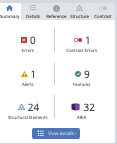 Summary Details Reference Structure Contrast
0 1
Errors Contrast Errors
1 9
Alerts Features
24 32
Structural Elements ARIA
View details ›